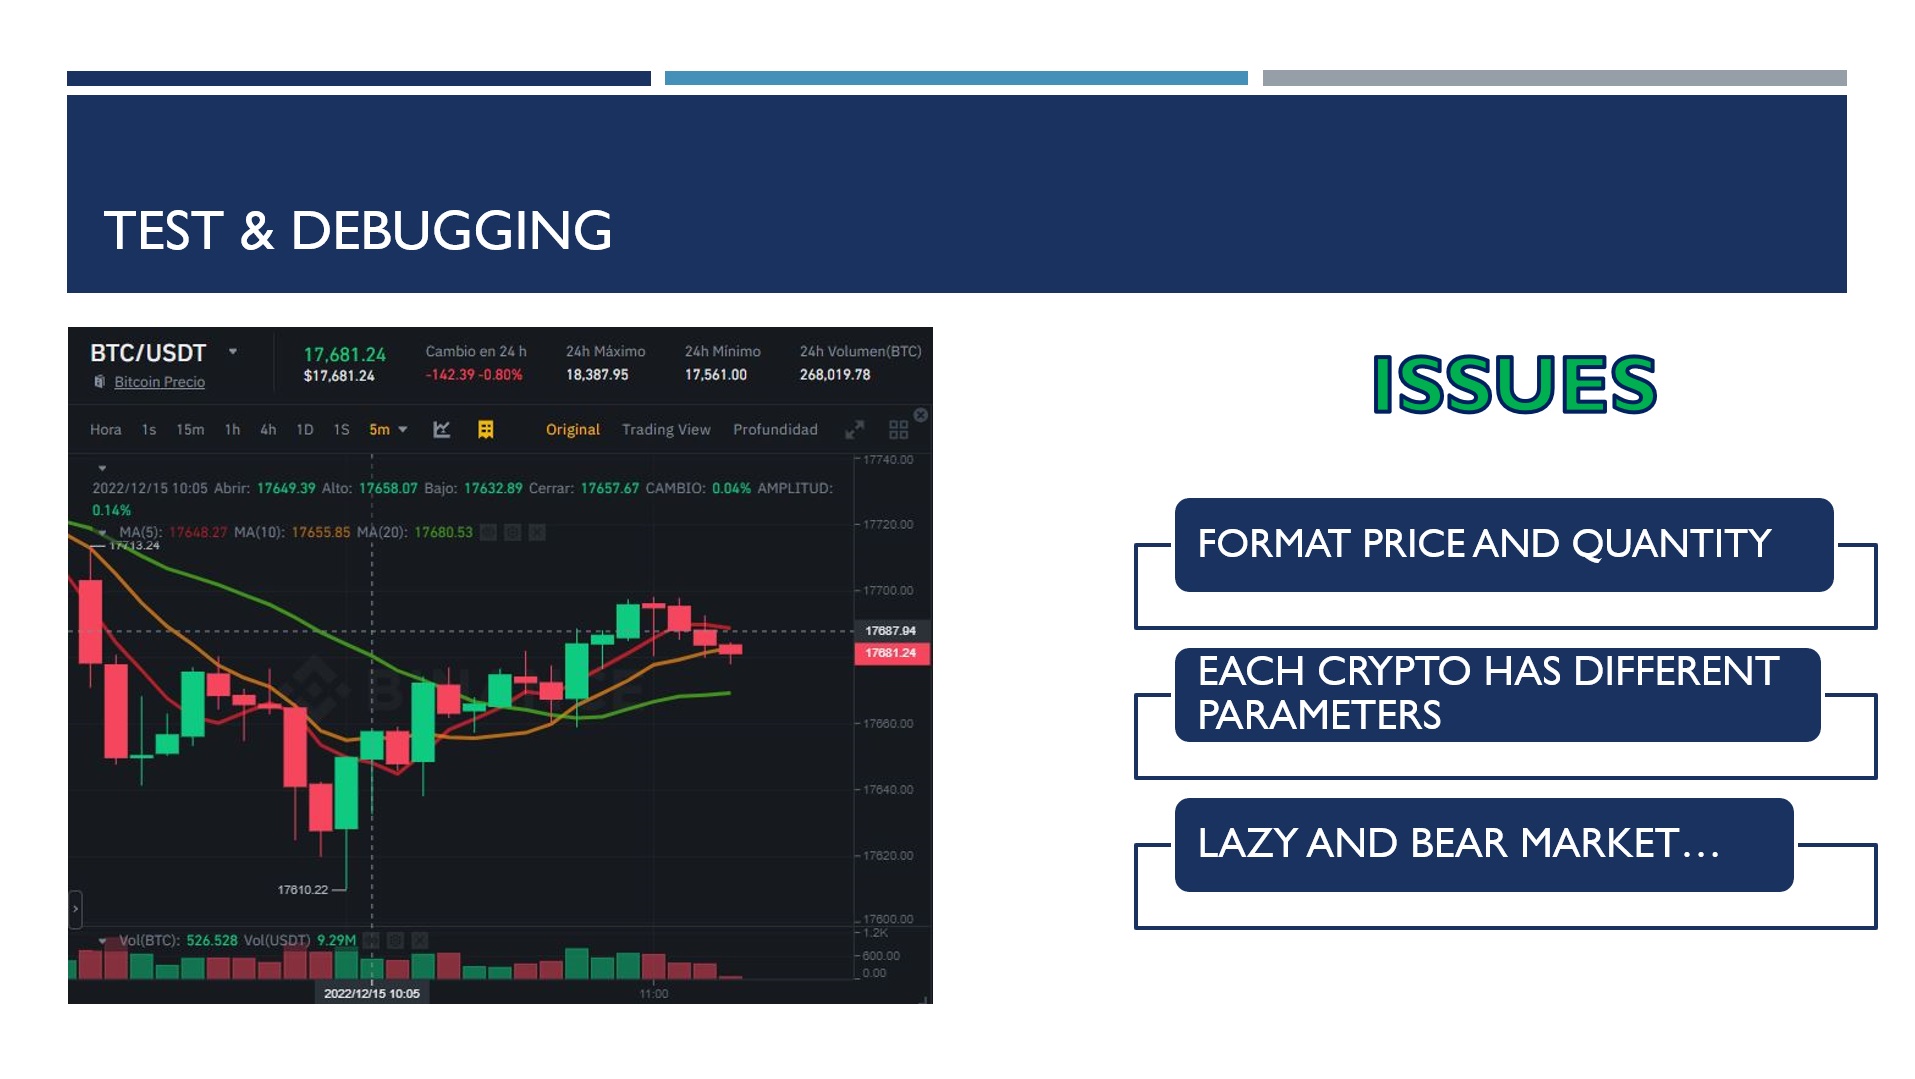 TEST & DEBUGGING
BTC/USDT
Bitcoin Precio
17,681.24
$17,681.24
Cambio en 24 h
-142.39 -0.80%
24h Máximo
18,387.95
24h Mínimo
17,561.00
24h Volumen(BTC)
268,019.78
Hora 1s 15m 1h 4h 1D 1S 5m Original Trading View Profundidad
2022/12/15 10:05 Abrir: 17649.39 Alto: 17658.07 Bajo: 17632.89 Cerrar: 17657.67 CAMBIO: 0.04% AMPLITUD:
0.14%
MA(5): 17648.27 MA(10): 17655.85 MA(20): 17680.53
17713.24
17740.00
17720.00
17700.00
17687.94
17681.24
17660.00
17640.00
17620.00
17600.00
17610.22
BINANCE
Vol(BTC): 526.528 Vol(USDT) 9.29M
1.2K
600.00
0.00
2022/12/15 10:05
11:00
ISSUES
FORMAT PRICE AND QUANTITY
EACH CRYPTO HAS DIFFERENT
PARAMETERS
LAZY AND BEAR MARKET…